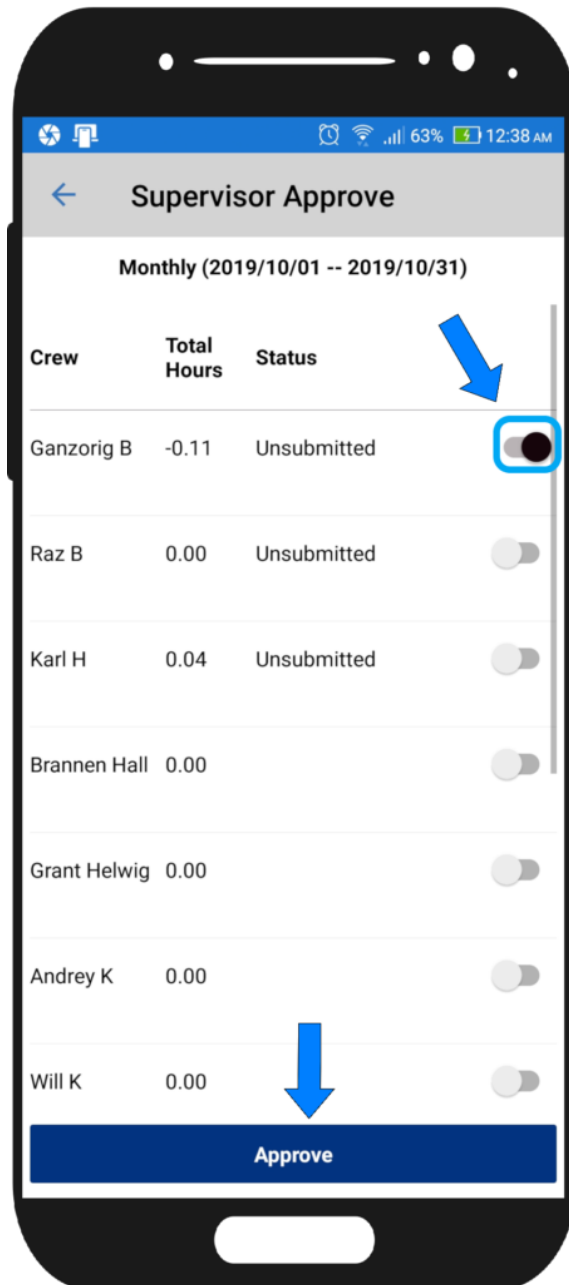 63% 12:38 AM
Supervisor Approve
Monthly (2019/10/01 -- 2019/10/31)
Crew Total Hours Status
Ganzorig B -0.11 Unsubmitted
Raz B 0.00 Unsubmitted
Karl H 0.04 Unsubmitted
Brannen Hall 0.00
Grant Helwig 0.00
Andrey K 0.00
Will K 0.00
Approve